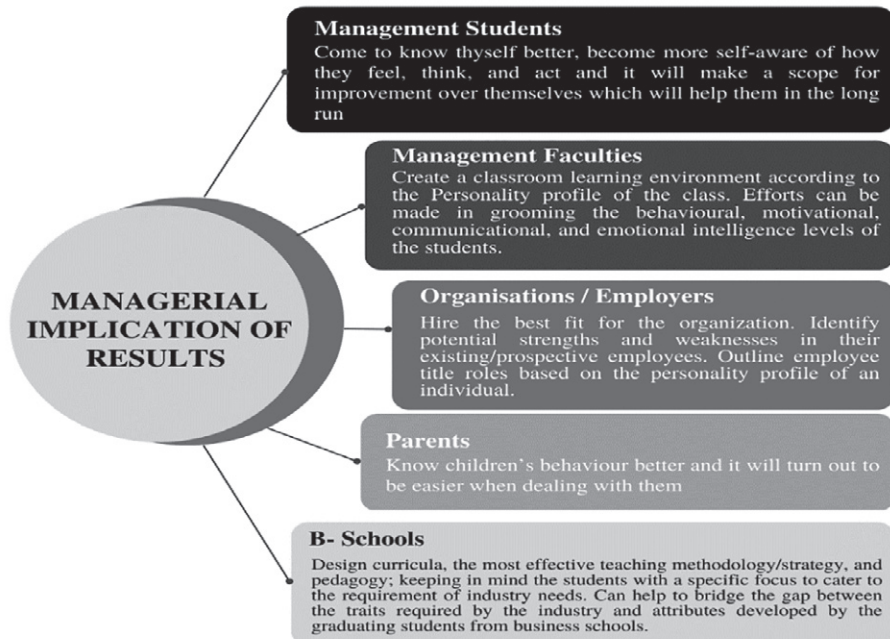 Management Students
Come to know thyself better, become more self-aware of how
they feel, think, and act and it will make a scope for
improvement over themselves which will help them in the long
run
Management Faculties
Create a classroom learning environment according to
the Personality profile of the class. Efforts can be
made in grooming the behavioural, motivational,
communicational, and emotional intelligence levels of
the students.
MANAGERIAL
IMPLICATION OF
RESULTS
Organisations / Employers
Hire the best fit for the organization. Identify
potential strengths and weaknesses in their
existing/prospective employees. Outline employee
title roles based on the personality profile of an
individual.
Parents
Know children's behaviour better and it will turn out to
be easier when dealing with them
B- Schools
Design curricula, the most effective teaching methodology/strategy, and
pedagogy; keeping in mind the students with a specific focus to cater to
the requirement of industry needs. Can help to bridge the gap between
the traits required by the industry and attributes developed by the
graduating students from business schools.